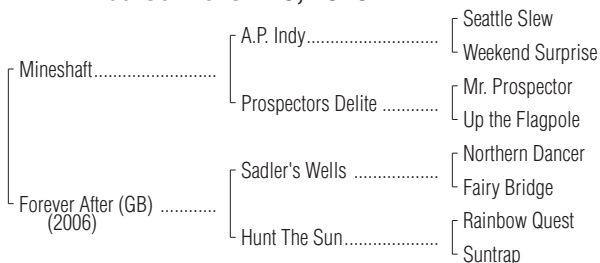 Seattle Slew
A.P. Indy
Weekend Surprise
Mineshaft
Mr. Prospector
Prospectors Delite
Up the Flagpole
Northern Dancer
Sadler's Wells
Fairy Bridge
Forever After (GB)
(2006)
Rainbow Quest
Hunt The Sun
Suntrap